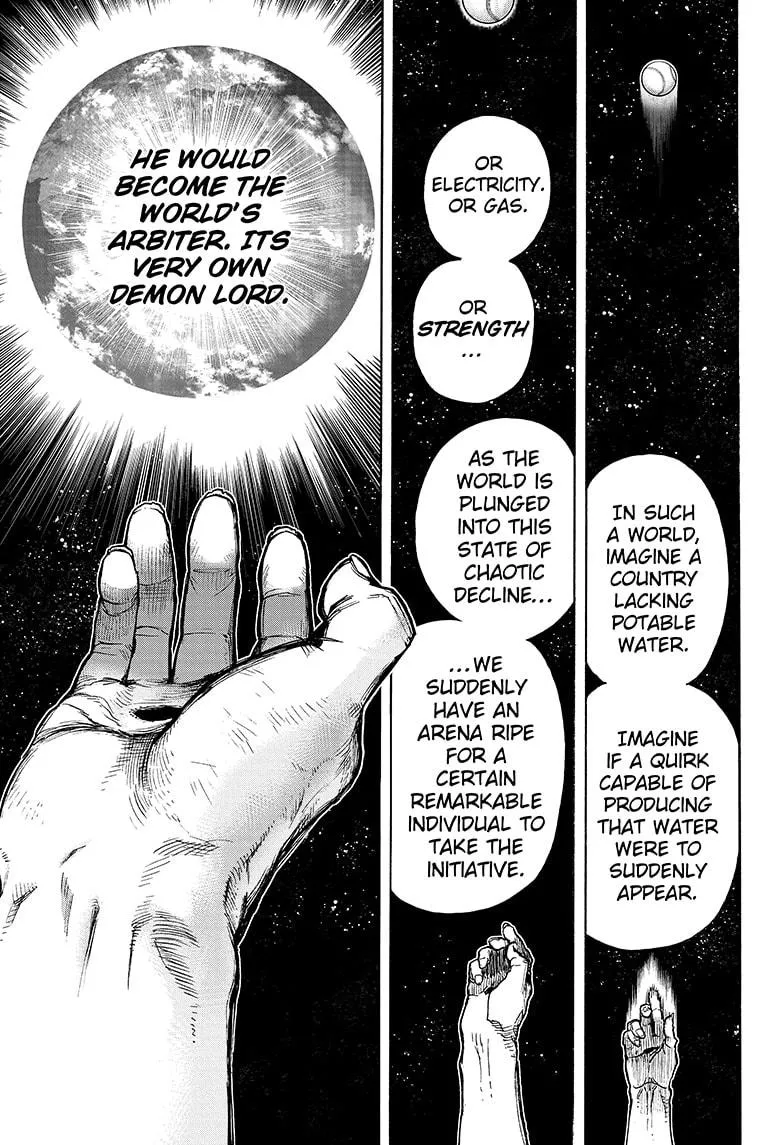 IN SUCH
A WORLD,
IMAGINE A
COUNTRY
LACKING
POTABLE
WATER.
IMAGINE
IF A QUIRK
CAPABLE OF
PRODUCING
THAT WATER
WERE TO
SUDDENLY
APPEAR.
OR
ELECTRICITY.
OR GAS.
OR
STRENGTH
...
AS THE
WORLD IS
PLUNGED
INTO THIS
STATE OF
CHAOTIC
DECLINE...
...WE
SUDDENLY
HAVE AN
ARENA RIPE
FOR A
CERTAIN
REMARKABLE
INDIVIDUAL TO
TAKE THE
INITIATIVE.
HE WOULD
BECOME THE
WORLD'S
ARBITER. ITS
VERY OWN
DEMON LORD.